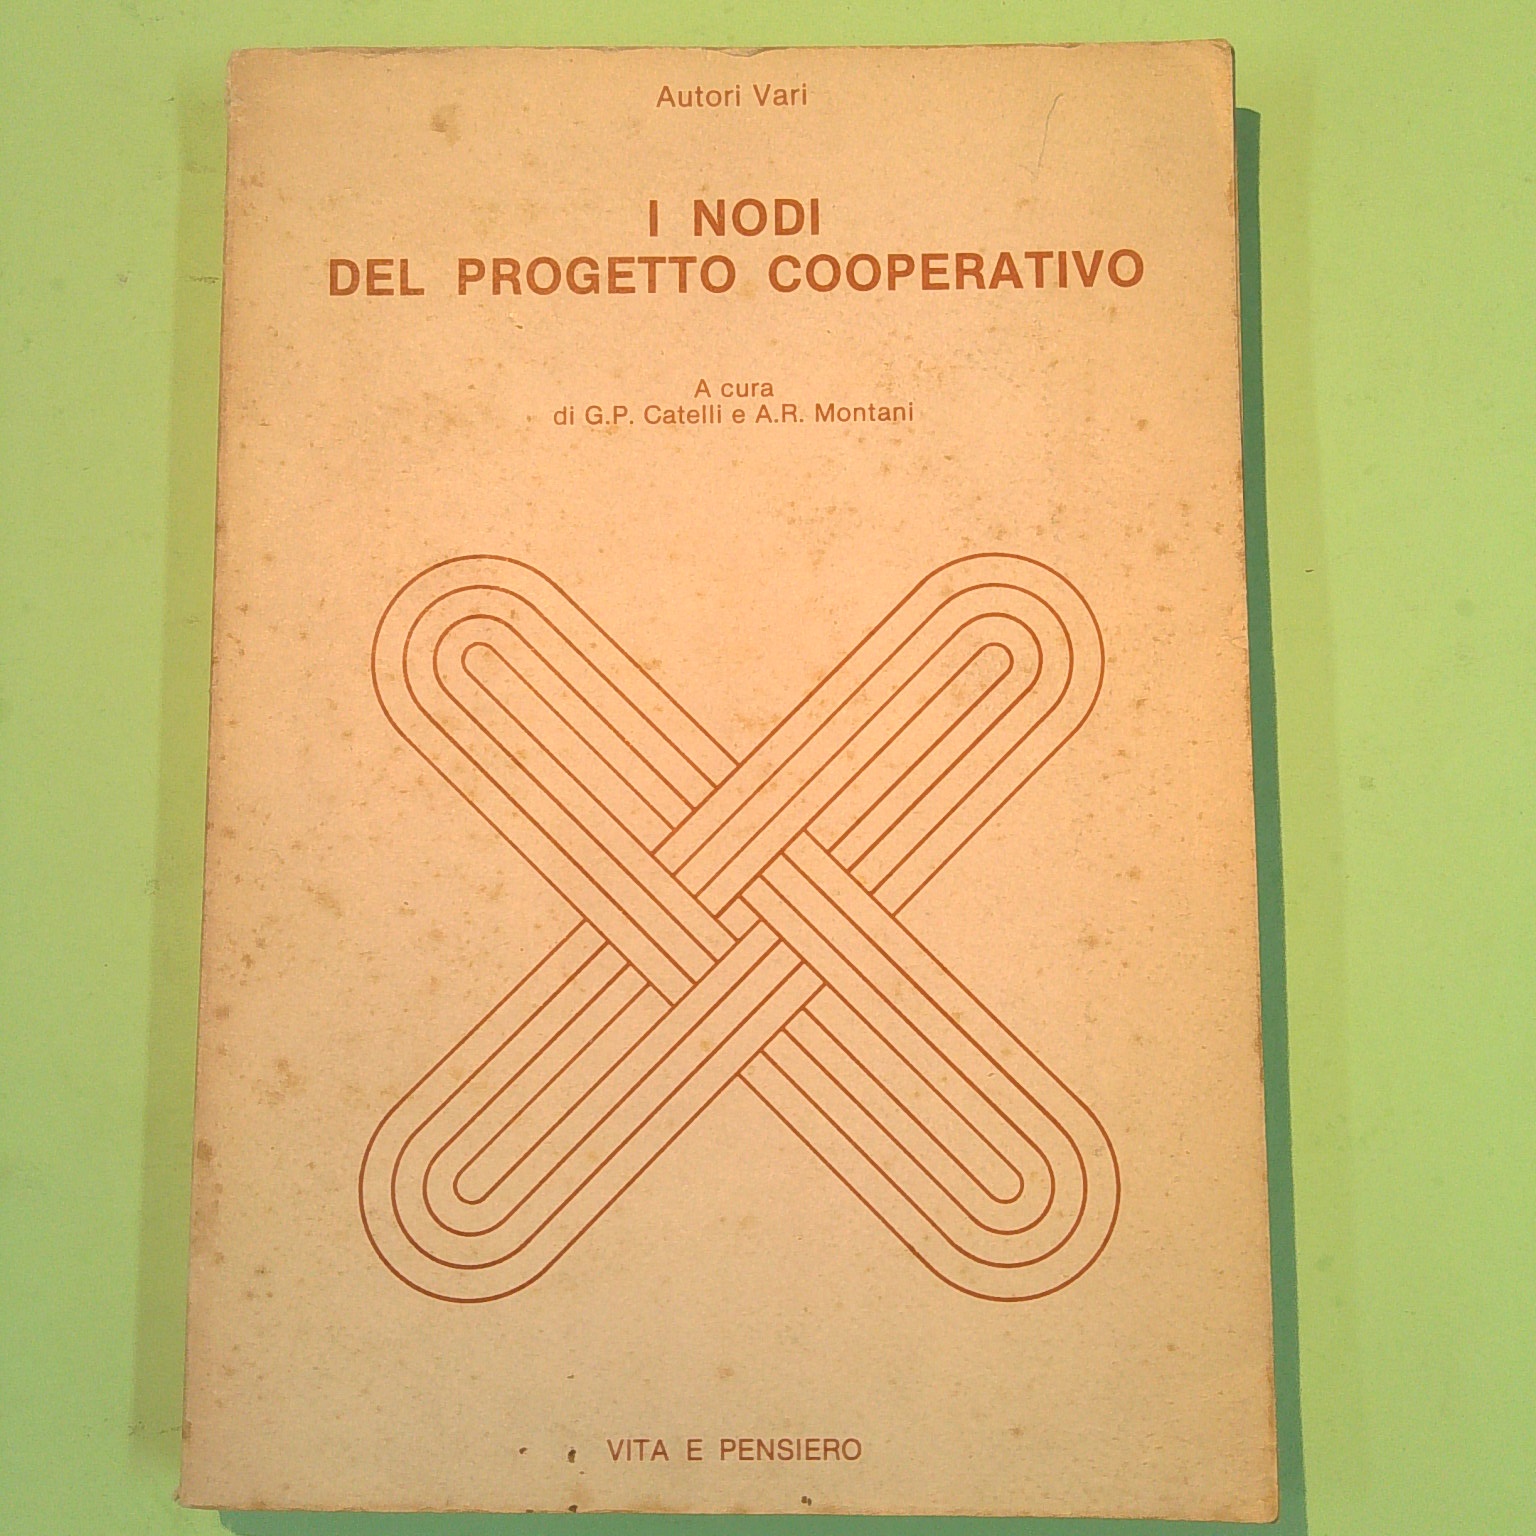 Autori Vari
I NODI
DEL PROGETTO COOPERATIVO
A cura
di G.P. Catelli e A.R. Montani
VITA E PENSIERO